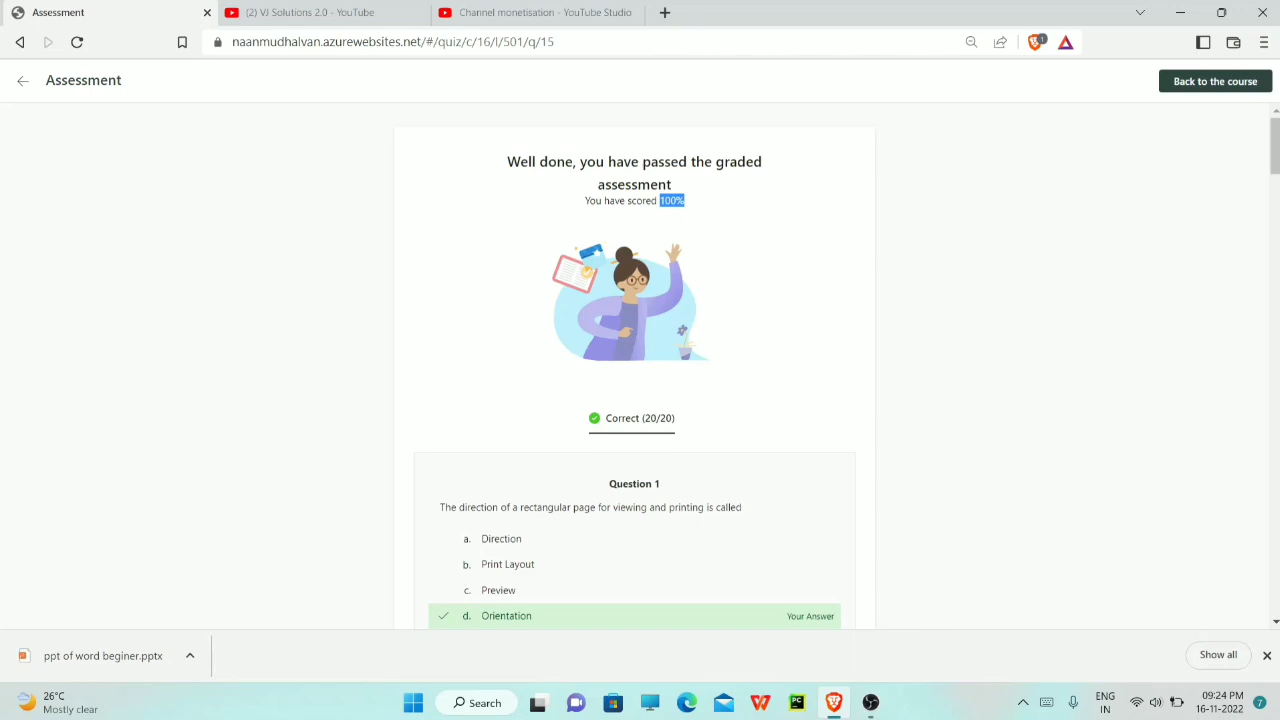 Assessment
(2) VJ Solutions 2.0 - YouTube
Channel monetisation - YouTube Studio
naanmudhalvan.azurewebsites.net/#/quiz/c/16/l/501/q/15
1
Assessment
Back to the course
Well done, you have passed the graded
assessment
You have scored 100%
Correct (20/20)
Question 1
The direction of a rectangular page for viewing and printing is called
a. Direction
b. Print Layout
c. Preview
d. Orientation
Your Answer
ppt of word beginer.pptx
Show all
26°C
Mostly clear
Search
PC
ENG
IN
09:24 PM
16-11-2022
7